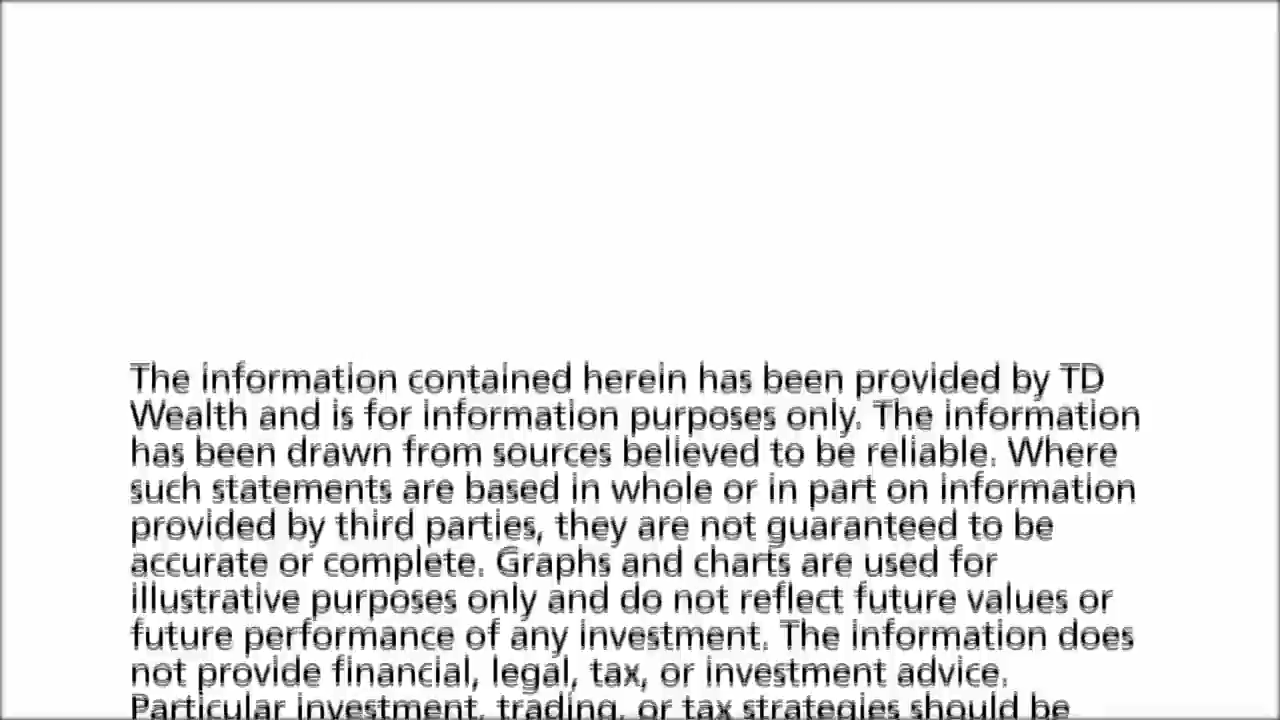 The information contained herein has been provided by TD
Wealth and is for information purposes only. The information
has been drawn from sources believed to be reliable. Where
such statements are based in whole or in part on information
provided by third parties, they are not guaranteed to be
accurate or complete. Graphs and charts are used for
illustrative purposes only and do not reflect future values or
future performance of any investment. The information does
not provide financial, legal, tax, or investment advice.
Particular investment, trading, or tax strategies should be